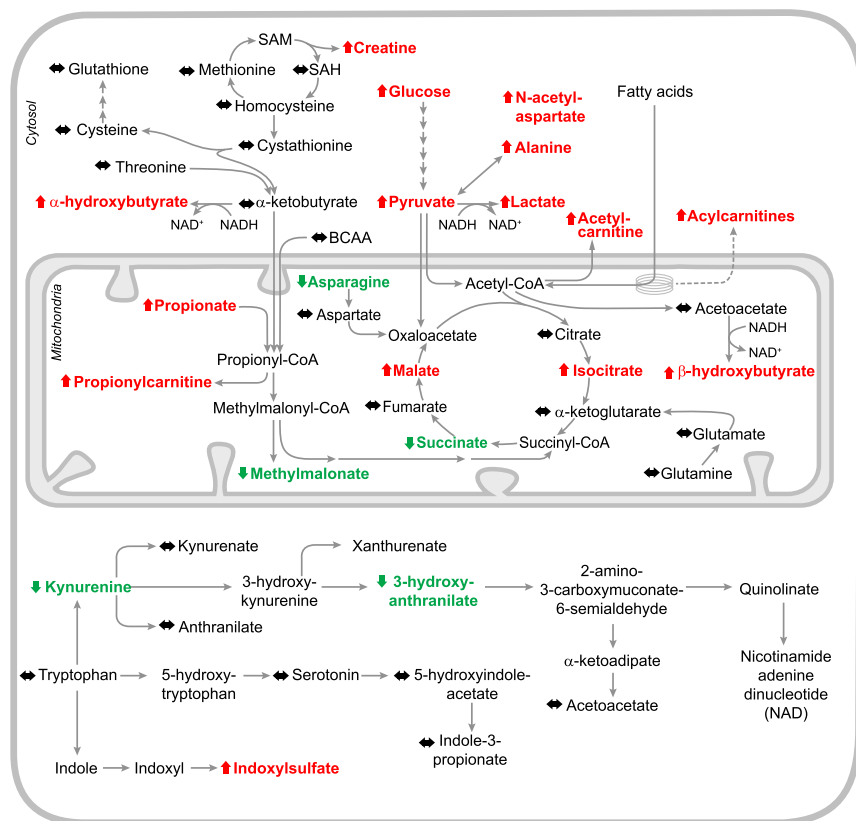 SAM
Creatine
Glutathione
Methionine
SAH
Glucose
N-acetyl-
aspartate
Fatty acids
Homocysteine
Cytosol
Cysteine
Cystathionine
Alanine
Threonine
α-hydroxybutyrate
α-ketobutyrate
Pyruvate
Lactate
NAD⁺
NADH
NADH
NAD⁺
Acetyl-
carnitine
Acylcarnitines
BCAA
Mitochondria
Asparagine
Acetyl-CoA
Propionate
Aspartate
Acetoacetate
Oxaloacetate
Citrate
NADH
NAD⁺
Propionyl-CoA
Propionylcarnitine
Malate
Isocitrate
β-hydroxybutyrate
Methylmalonyl-CoA
Fumarate
α-ketoglutarate
Succinate
Succinyl-CoA
Glutamate
Methylmalonate
Glutamine
Kynurenate
Xanthurenate
Kynurenine
3-hydroxy-
kynurenine
3-hydroxy-
anthranilate
2-amino-
3-carboxymuconate-
6-semialdehyde
Quinolinate
Anthranilate
Tryptophan
5-hydroxy-
tryptophan
Serotonin
5-hydroxyindole-
acetate
α-ketoadipate
Acetoacetate
Nicotinamide
adenine
dinucleotide
(NAD)
Indole-3-
propionate
Indole
Indoxyl
Indoxylsulfate